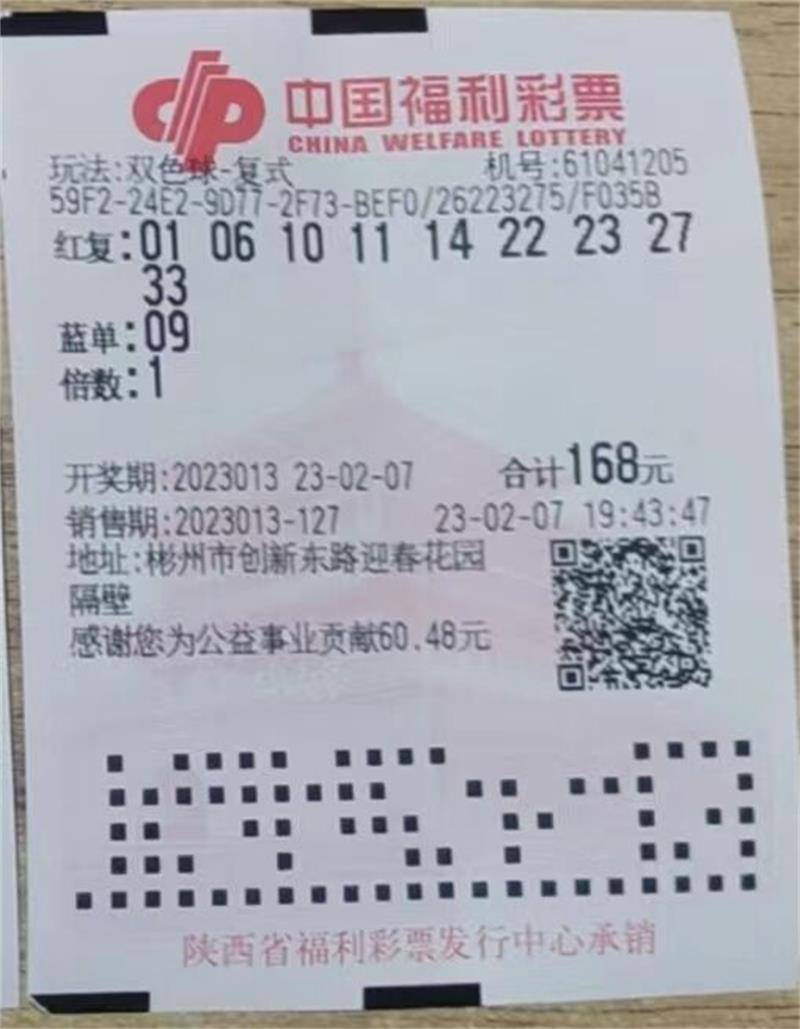 中国福利彩票
CHINA WELFARE LOTTERY
玩法:双色球-复式 机号:61041205
59F2-24E2-9D77-2F73-BEF0/26223275/F035B
红复:01 06 10 11 14 22 23 27
33
蓝单:09
倍数:1
开奖期:2023013 23-02-07 合计168元
销售期:2023013-127 23-02-07 19:43:47
地址:彬州市创新东路迎春花园
隔壁
感谢您为公益事业贡献60.48元
陕西省福利彩票发行中心承销